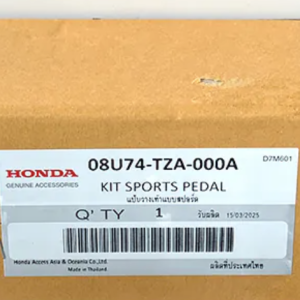 08U74-TZA-000A
D7M601
HONDA
GENUINE ACCESSORIES
KIT SPORTS PEDAL
แป้นวางเท้าแบบสปอร์ต
Q' TY 1 วันผลิต 15/03/2025
Honda Access Asia & Oceania Co.,Ltd.
Made in Thailand
ผลิตที่ประเทศไทย